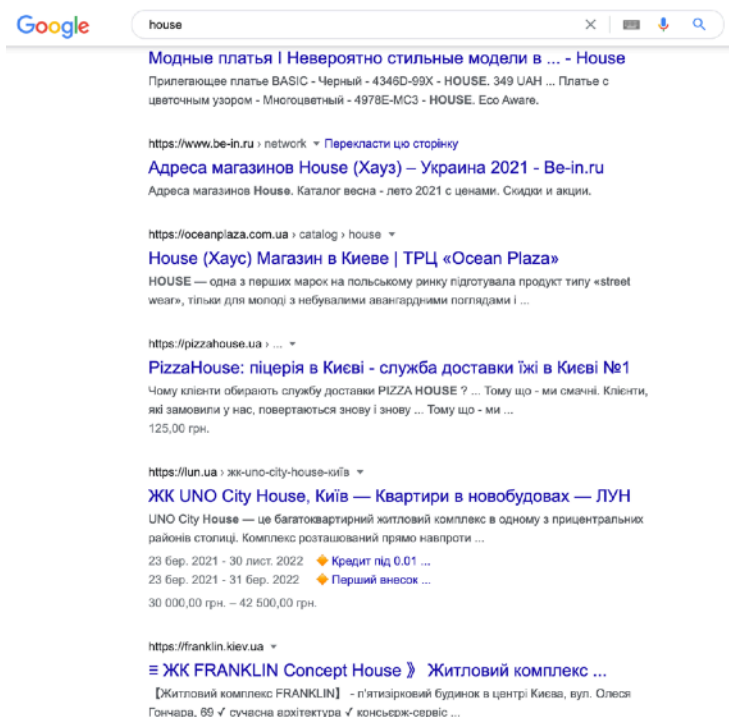 Google
house
Модные платья I Невероятно стильные модели в ... - House
Прилегающее платье BASIC - Черный - 4346D-99X - HOUSE. 349 UAH ... Платье с
цветочным узором - Многоцветный - 4978E-MC3 - HOUSE. Eco Aware.
https://www.be-in.ru › network ▾ Перекласти цю сторінку
Адреса магазинов House (Хауз) – Украина 2021 - Be-in.ru
Адреса магазинов House. Каталог весна - лето 2021 с ценами. Скидки и акции.
https://oceanplaza.com.ua › catalog › house ▾
House (Хаус) Магазин в Киеве | ТРЦ «Ocean Plaza»
HOUSE — одна з перших марок на польському ринку підготувала продукт типу «street
wear», тільки для молоді з небувалими авангардними поглядами і ...
https://pizzahouse.ua › ... ▾
PizzaHouse: піцерія в Києві - служба доставки їжі в Києві №1
Чому клієнти обирають службу доставки PIZZA HOUSE ? ... Тому що - ми смачні. Клієнти,
які замовили у нас, повертаються знову і знову ... Тому що - ми ...
125,00 грн.
https://lun.ua › жк-uno-city-house-київ ▾
ЖК UNO City House, Київ — Квартири в новобудовах — ЛУН
UNO City House — це багатоквартирний житловий комплекс в одному з прицентральних
районів столиці. Комплекс розташований прямо навпроти ...
23 бер. 2021 - 30 лист. 2022 🔶 Кредит під 0.01 ...
23 бер. 2021 - 31 бер. 2022 🔶 Перший внесок ...
30 000,00 грн. – 42 500,00 грн.
https://franklin.kiev.ua ▾
≡ ЖК FRANKLIN Concept House 》 Житловий комплекс ...
【Житловий комплекс FRANKLIN】 - п'ятизірковий будинок в центрі Києва, вул. Олеся
Гончара, 69 ✓ сучасна архітектура ✓ консьєрж-сервіс ...